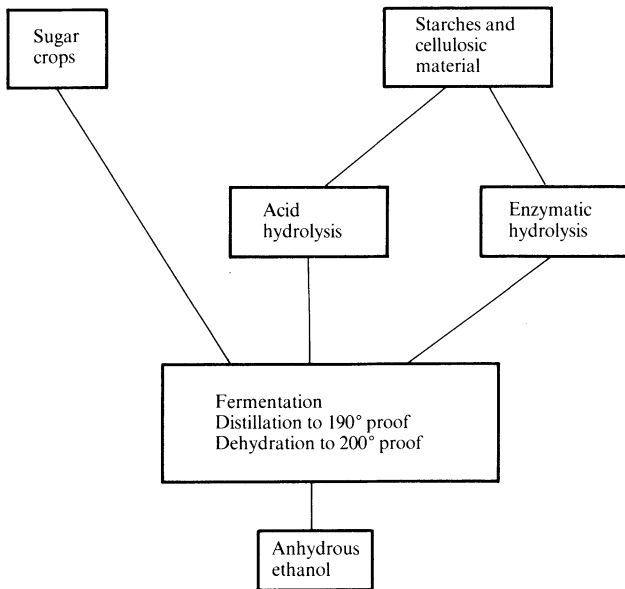 Sugar
crops
Starches and
cellulosic
material
Acid
hydrolysis
Enzymatic
hydrolysis
Fermentation
Distillation to 190° proof
Dehydration to 200° proof
Anhydrous
ethanol